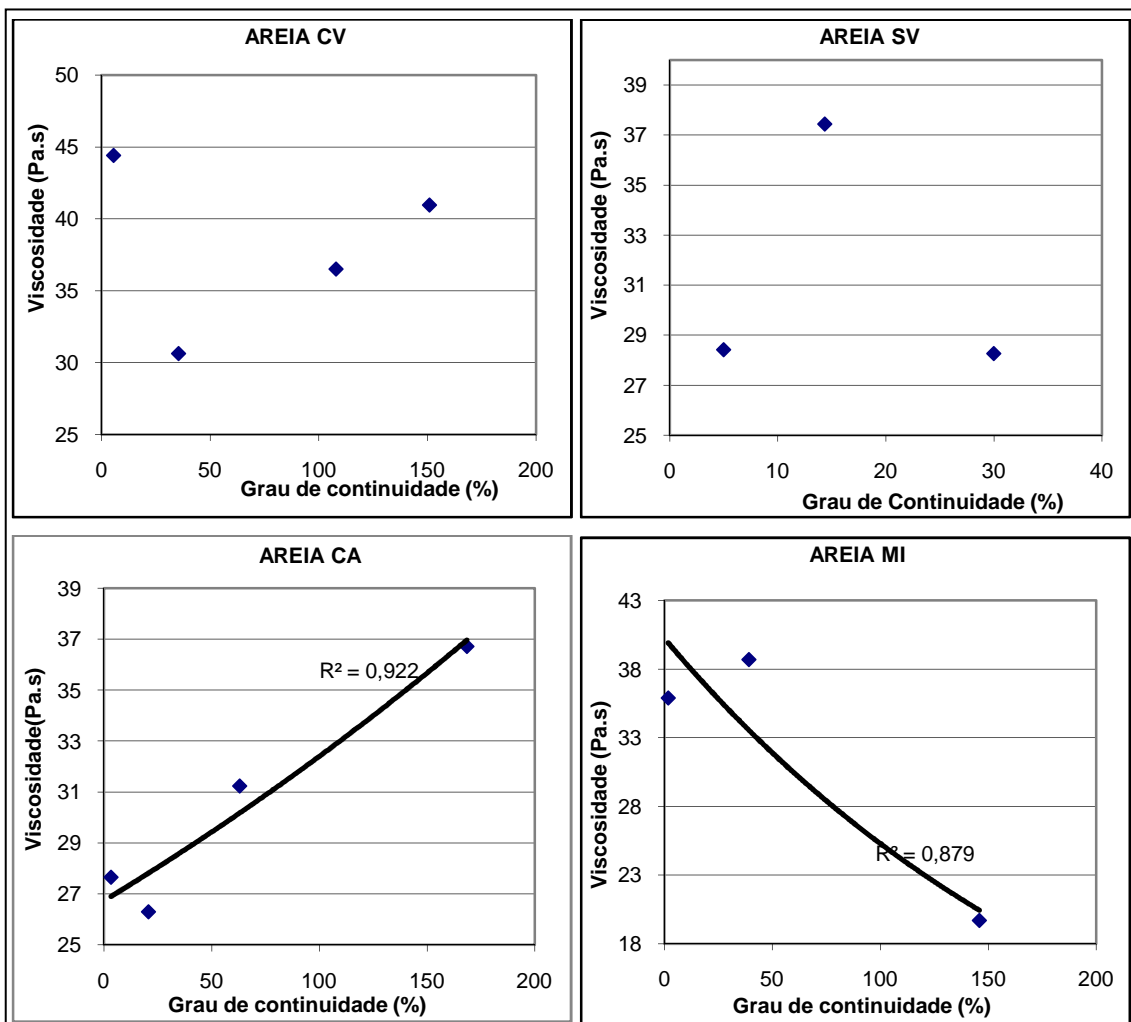 AREIA CV
Viscosidade (Pa.s)
50
45
40
35
30
25
0 50 100 150 200
Grau de continuidade (%)
AREIA SV
Viscosidade (Pa.s)
39
37
35
33
31
29
27
25
0 10 20 30 40
Grau de Continuidade (%)
AREIA CA
Viscosidade(Pa.s)
39
37
35
33
31
29
27
25
R² = 0,922
0 50 100 150 200
Grau de continuidade (%)
AREIA MI
Viscosidade (Pa.s)
43
38
33
28
23
18
R² = 0,879
0 50 100 150 200
Grau de continuidade (%)